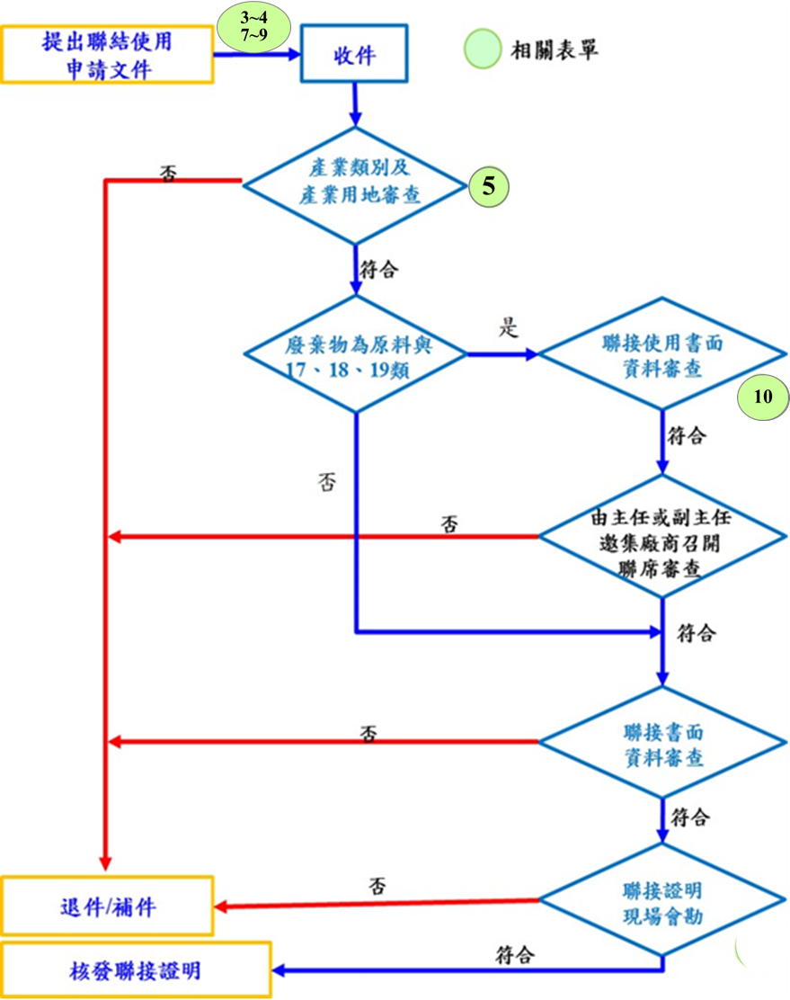 提出聯結使用
申請文件
3~4
7~9
收件
相關表單
產業類別及
產業用地審查
5
否
符合
廢棄物為原料與
17、18、19類
是
聯接使用書面
資料審查
10
符合
否
由主任或副主任
邀集廠商召開
聯席審查
否
符合
聯接書面
資料審查
否
符合
聯接證明
現場會勘
否
退件/補件
符合
核發聯接證明